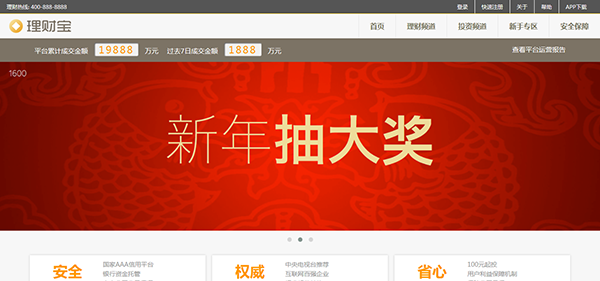 理财热线: 400-888-8888 登录 快速注册 关于 帮助 APP下载
理财宝 首页 理财频道 投资频道 新手专区 安全保障
平台累计成交金额 19888 万元 过去7日成交金额 1888 万元 查看平台运营报告
1600
新年抽大奖
安全 国家AAA信用平台
银行资金托管
权威 中央电视台推荐
互联网百强企业
省心 100元起投
用户利益保障机制